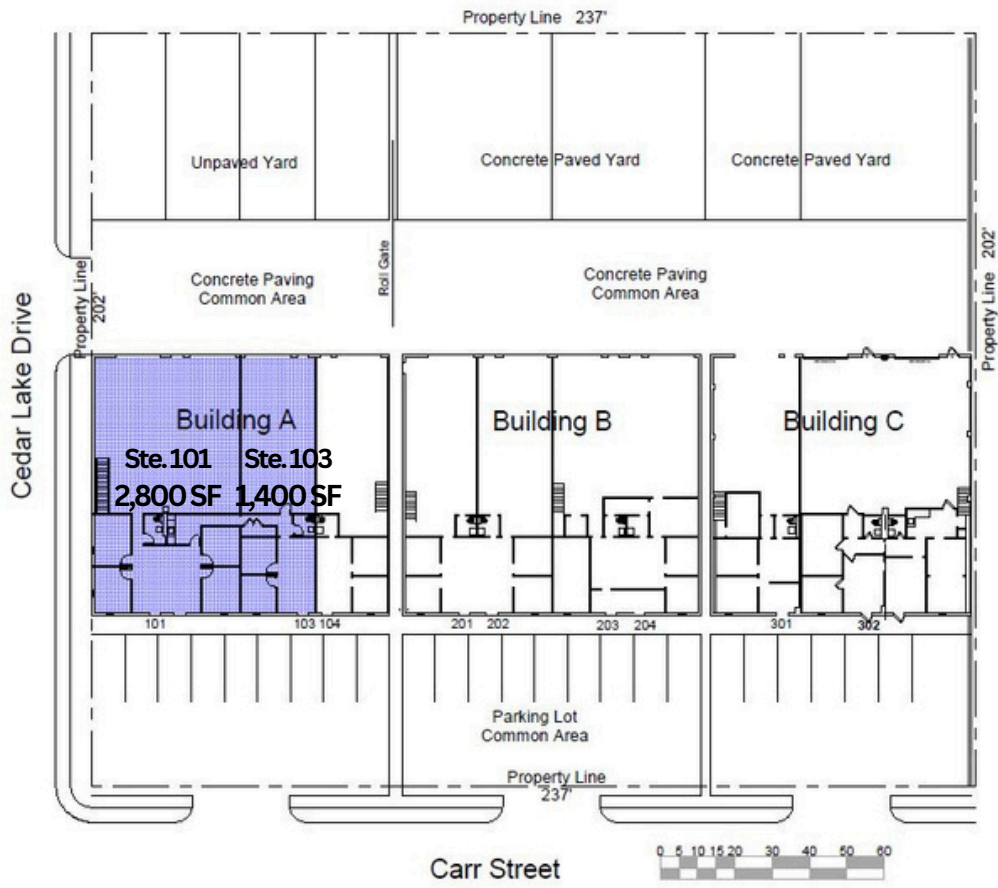 Property Line 237'
Unpaved Yard
Concrete Paved Yard
Concrete Paved Yard
Cedar Lake Drive
Property Line
202'
Concrete Paving
Common Area
Roll Gate
Concrete Paving
Common Area
Property Line 202'
Building A
Building B
Building C
Ste. 101
Ste. 103
2,800 SF
1,400 SF
101
103 104
201 202
203 204
301
302
Parking Lot
Common Area
Property Line
237'
Carr Street
0 5 10 15 20 30 40 50 60